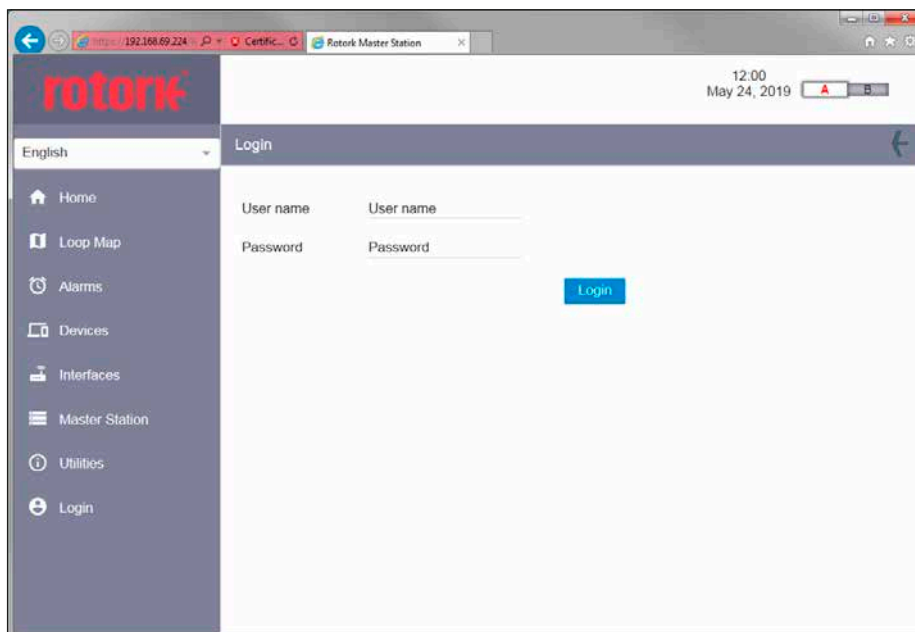 https://192.168.69.224
Certific...
Rotork Master Station
rotork
12:00
May 24, 2019
A
B
English
Login
Home
User name
User name
Loop Map
Password
Password
Alarms
Login
Devices
Interfaces
Master Station
Utilities
Login